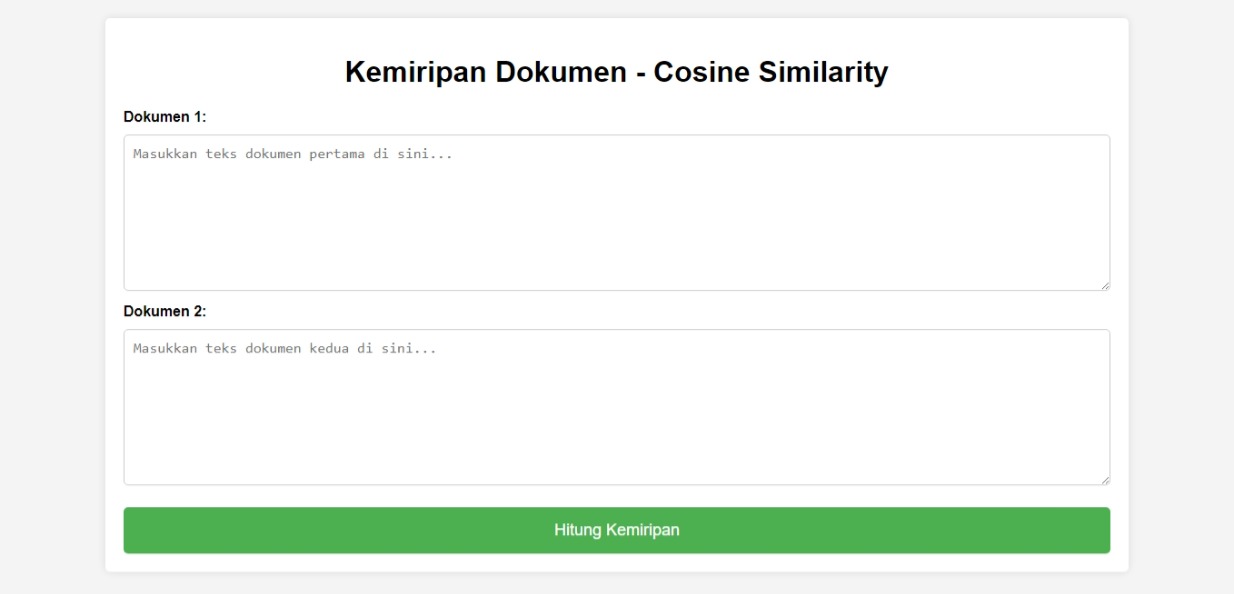 Kemiripan Dokumen - Cosine Similarity
Dokumen 1:
Masukkan teks dokumen pertama di sini...
Dokumen 2:
Masukkan teks dokumen kedua di sini...
Hitung Kemiripan